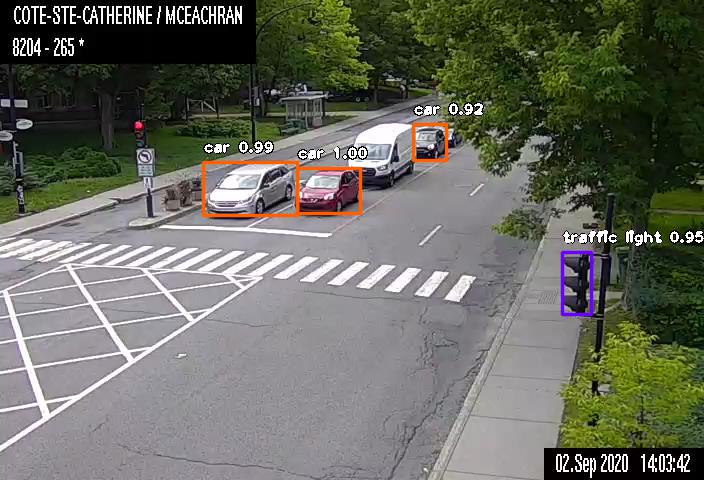 COTE-STE-CATHERINE / MCEACHRAN
8204 - 265 *
car 0.92
car 0.99
car 1.00
traffic light 0.95
02.Sep 2020 14:03:42